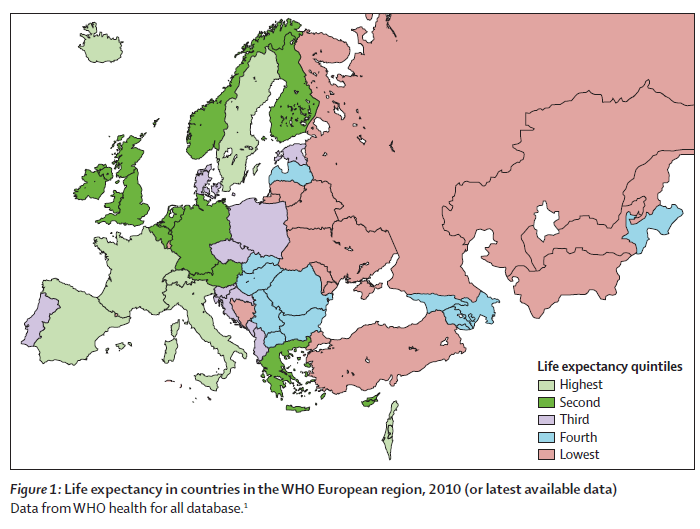 Life expectancy quintiles
Highest
Second
Third
Fourth
Lowest
Figure 1: Life expectancy in countries in the WHO European region, 2010 (or latest available data)
Data from WHO health for all database.¹